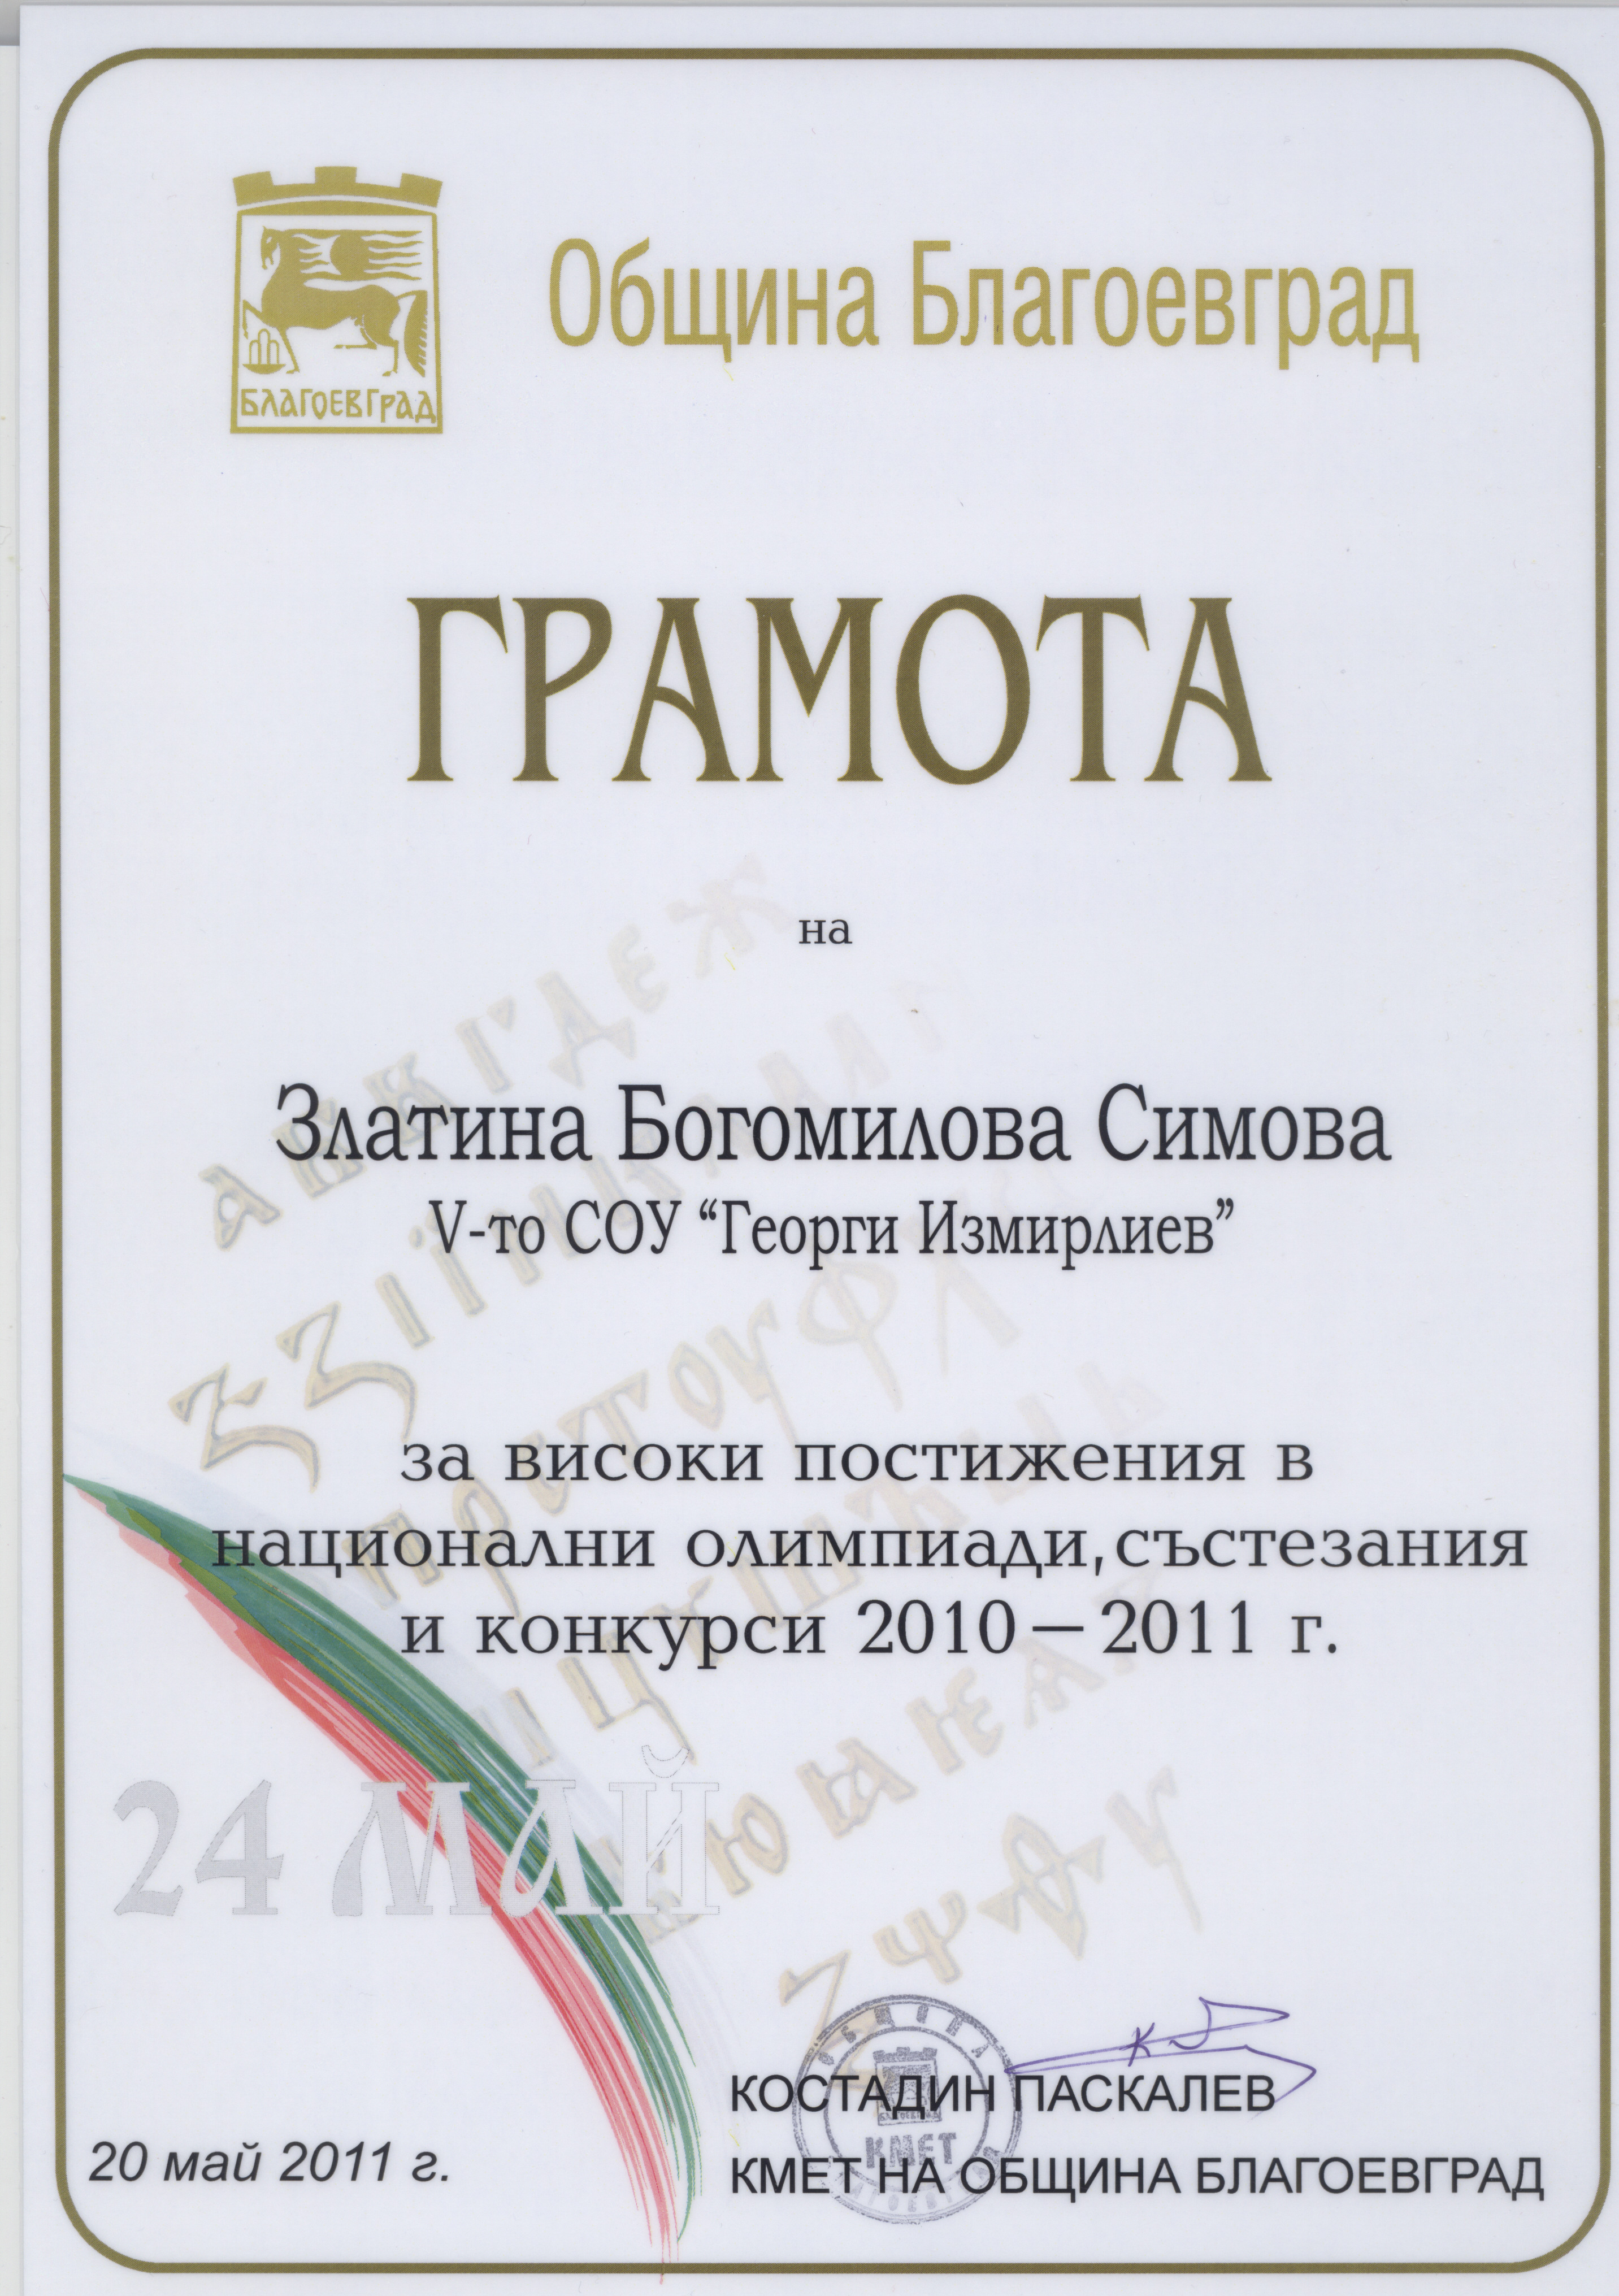 БЛАГОЕВГРАД
Община Благоевград
ГРАМОТА
на
Златина Богомилова Симова
V-то СОУ “Георги Измирлиев”
за високи постижения в
национални олимпиади, състезания
и конкурси 2010 – 2011 г.
24 МАЙ
КОСТАДИН ПАСКАЛЕВ
КМЕТ
20 май 2011 г.
КМЕТ НА ОБЩИНА БЛАГОЕВГРАД